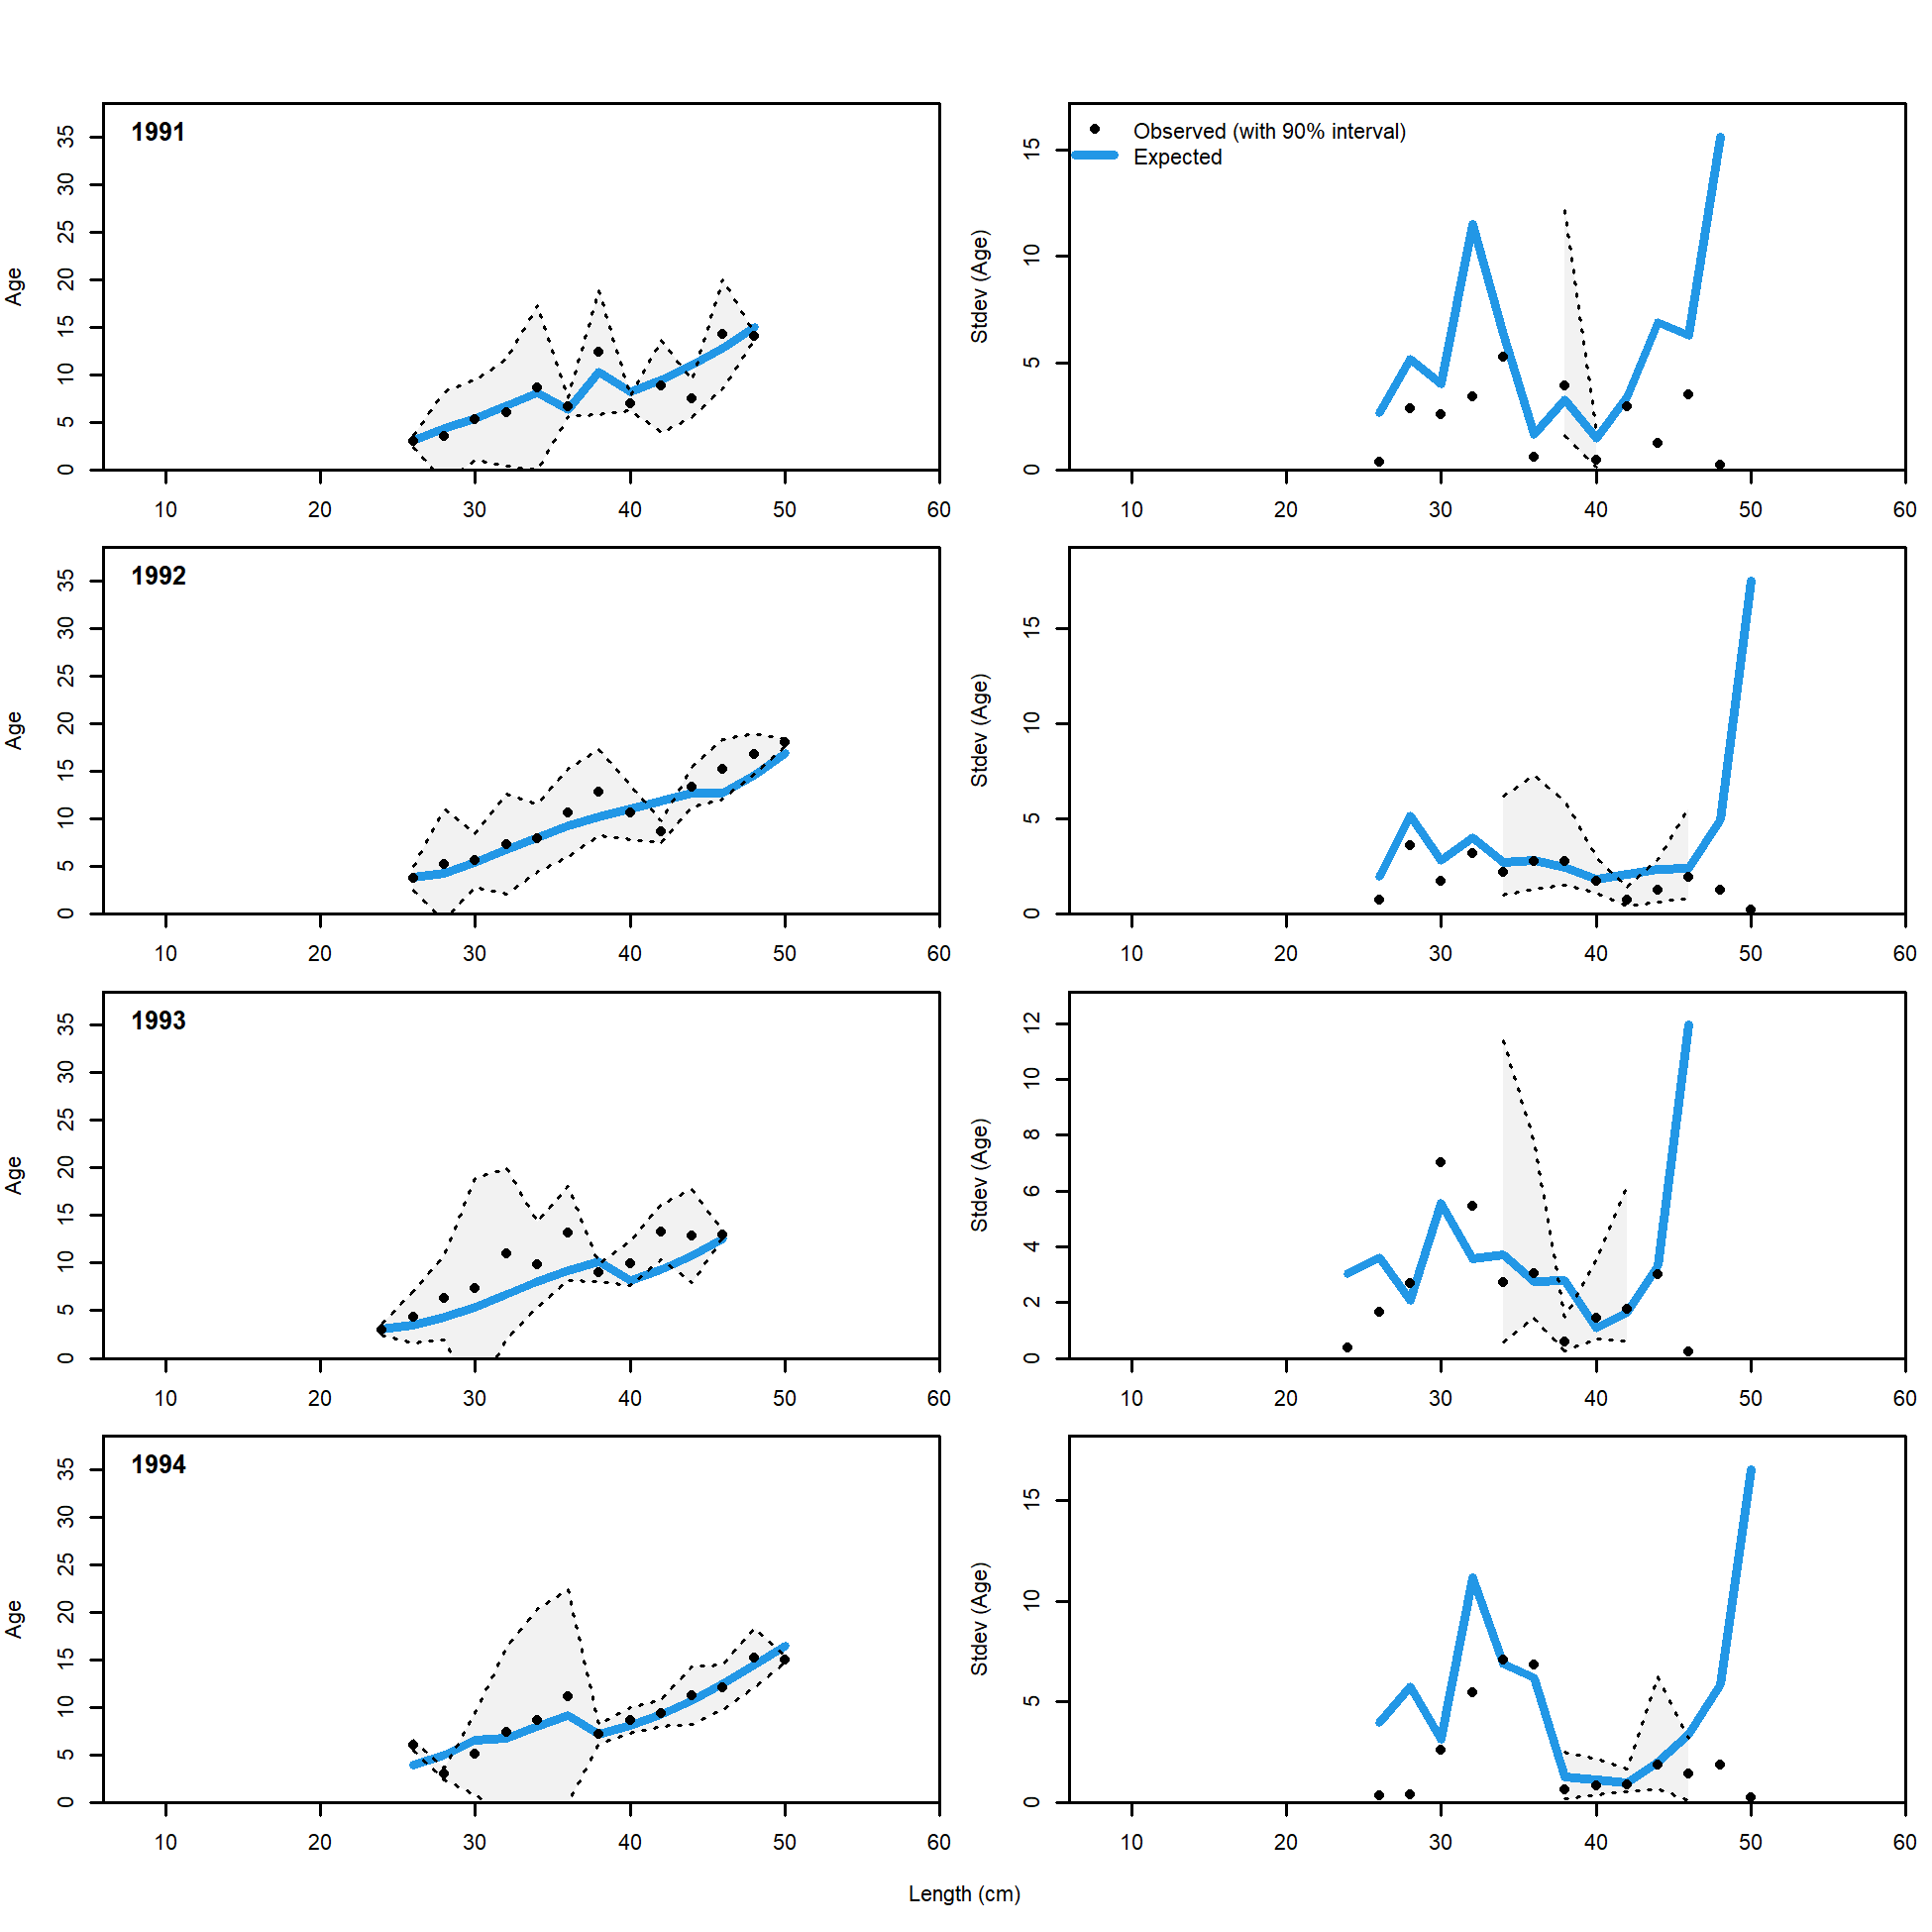 1991
Age
0 5 10 15 20 25 30 35
10 20 30 40 50 60
Observed (with 90% interval)
Expected
Stdev (Age)
0 5 10 15
10 20 30 40 50 60
1992
Age
0 5 10 15 20 25 30 35
10 20 30 40 50 60
Stdev (Age)
0 5 10 15
10 20 30 40 50 60
1993
Age
0 5 10 15 20 25 30 35
10 20 30 40 50 60
Stdev (Age)
0 2 4 6 8 10 12
10 20 30 40 50 60
1994
Age
0 5 10 15 20 25 30 35
10 20 30 40 50 60
Stdev (Age)
0 5 10 15
10 20 30 40 50 60
Length (cm)